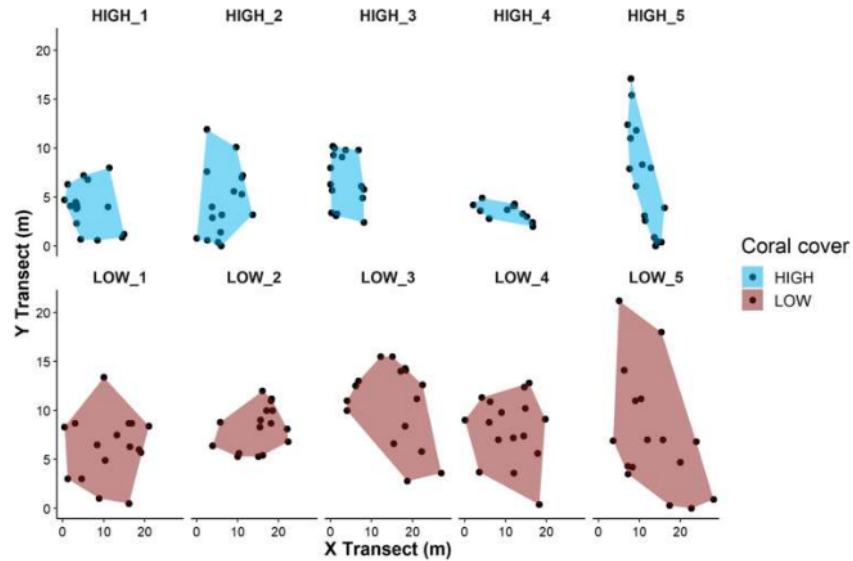 HIGH_1 HIGH_2 HIGH_3 HIGH_4 HIGH_5
20
15
10
5
0
LOW_1 LOW_2 LOW_3 LOW_4 LOW_5
20
15
10
5
0
0 10 20 0 10 20 0 10 20 0 10 20 0 10 20
X Transect (m)
Y Transect (m)
Coral cover
HIGH
LOW